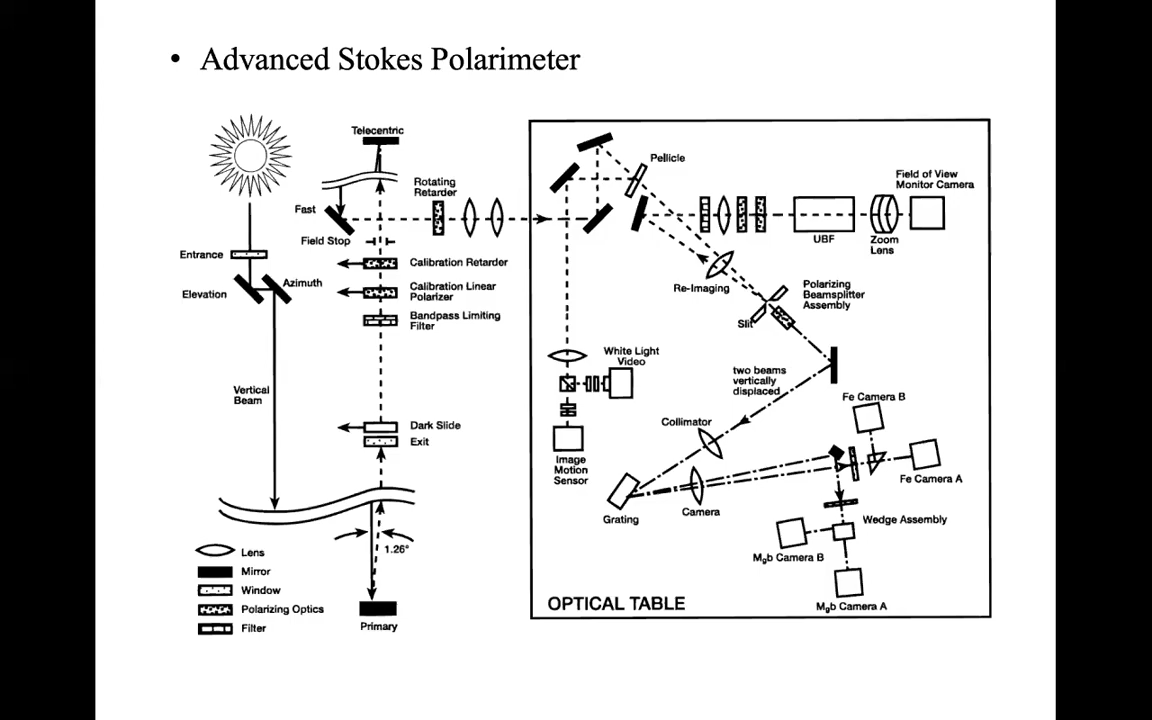 • Advanced Stokes Polarimeter
Telecentric
Rotating
Retarder
Fast
Field Stop
Entrance
Elevation
Azimuth
Calibration Retarder
Calibration Linear
Polarizer
Bandpass Limiting
Filter
Vertical
Beam
Dark Slide
Exit
1.26°
Primary
Lens
Mirror
Window
Polarizing Optics
Filter
Pellicle
Field of View
Monitor Camera
UBF
Zoom
Lens
Re-Imaging
Polarizing
Beamsplitter
Assembly
Slit
White Light
Video
two beams
vertically
displaced
Fe Camera B
Collimator
Image
Motion
Sensor
Fe Camera A
Grating
Camera
Wedge Assembly
Mgb Camera B
Mgb Camera A
OPTICAL TABLE